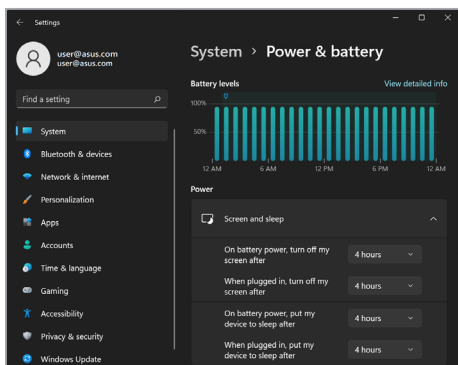 Settings
user@asus.com
user@asus.com
Find a setting
System
Bluetooth & devices
Network & internet
Personalization
Apps
Accounts
Time & language
Gaming
Accessibility
Privacy & security
Windows Update
System > Power & battery
Battery levels
View detailed info
100%
50%
12 AM 6 AM 12 PM 6 PM 12 AM
Power
Screen and sleep
On battery power, turn off my
screen after
4 hours
When plugged in, turn off my
screen after
4 hours
On battery power, put my
device to sleep after
4 hours
When plugged in, put my
device to sleep after
4 hours